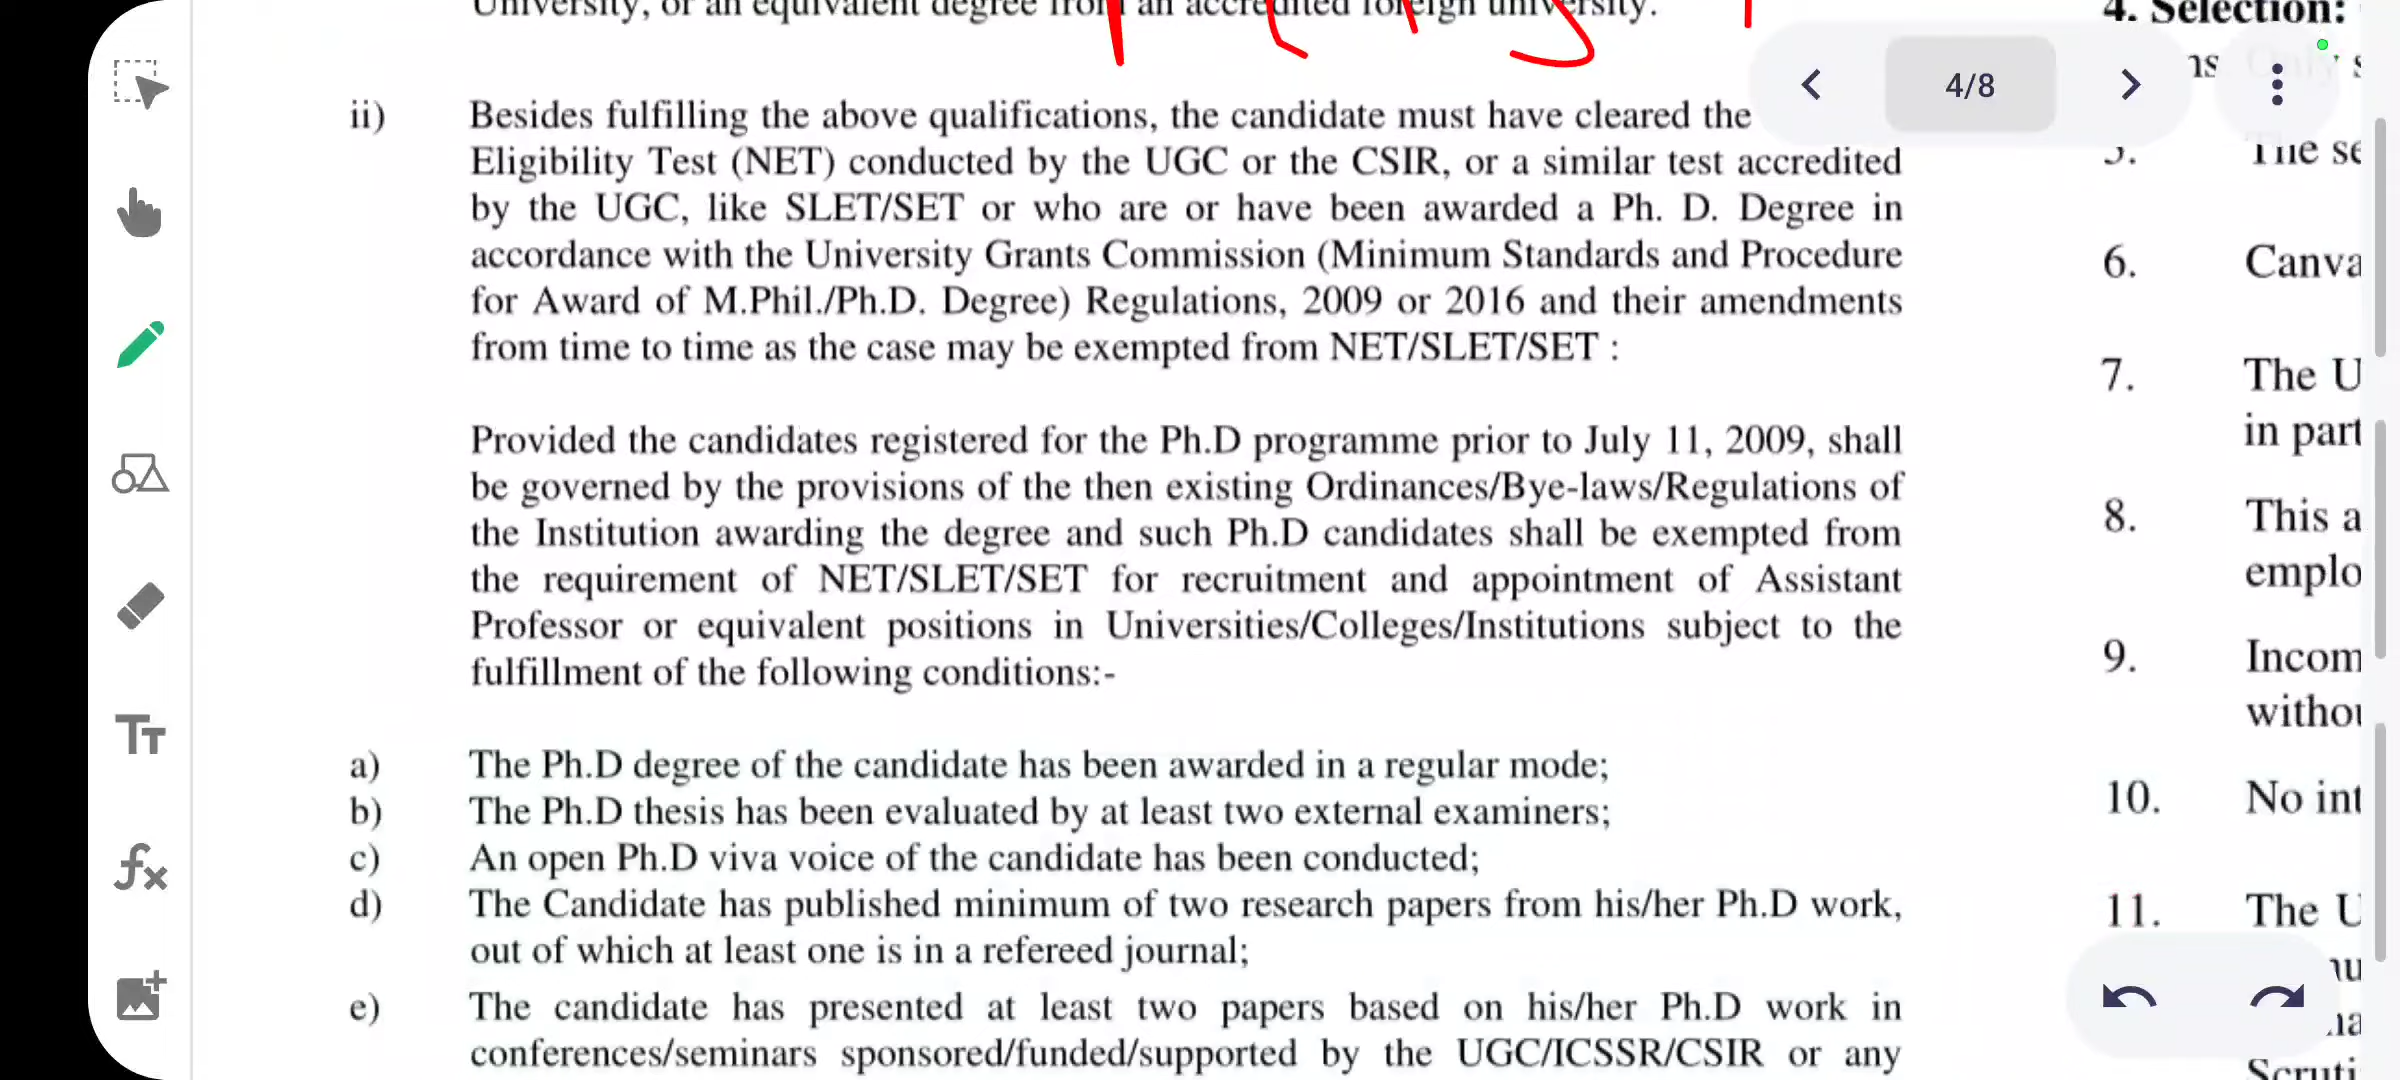 University, or an equivalent degree from an accredited foreign university.
ii) Besides fulfilling the above qualifications, the candidate must have cleared the
Eligibility Test (NET) conducted by the UGC or the CSIR, or a similar test accredited
by the UGC, like SLET/SET or who are or have been awarded a Ph. D. Degree in
accordance with the University Grants Commission (Minimum Standards and Procedure
for Award of M.Phil./Ph.D. Degree) Regulations, 2009 or 2016 and their amendments
from time to time as the case may be exempted from NET/SLET/SET :
Provided the candidates registered for the Ph.D programme prior to July 11, 2009, shall
be governed by the provisions of the then existing Ordinances/Bye-laws/Regulations of
the Institution awarding the degree and such Ph.D candidates shall be exempted from
the requirement of NET/SLET/SET for recruitment and appointment of Assistant
Professor or equivalent positions in Universities/Colleges/Institutions subject to the
fulfillment of the following conditions:-
a) The Ph.D degree of the candidate has been awarded in a regular mode;
b) The Ph.D thesis has been evaluated by at least two external examiners;
c) An open Ph.D viva voice of the candidate has been conducted;
d) The Candidate has published minimum of two research papers from his/her Ph.D work,
out of which at least one is in a refereed journal;
e) The candidate has presented at least two papers based on his/her Ph.D work in
conferences/seminars sponsored/funded/supported by the UGC/ICSSR/CSIR or any
4/8
4. Selection:
5. The se
6. Canva
7. The U
in part
8. This a
emplo
9. Incom
withou
10. No int
11. The U
Scruti
Tт
fx